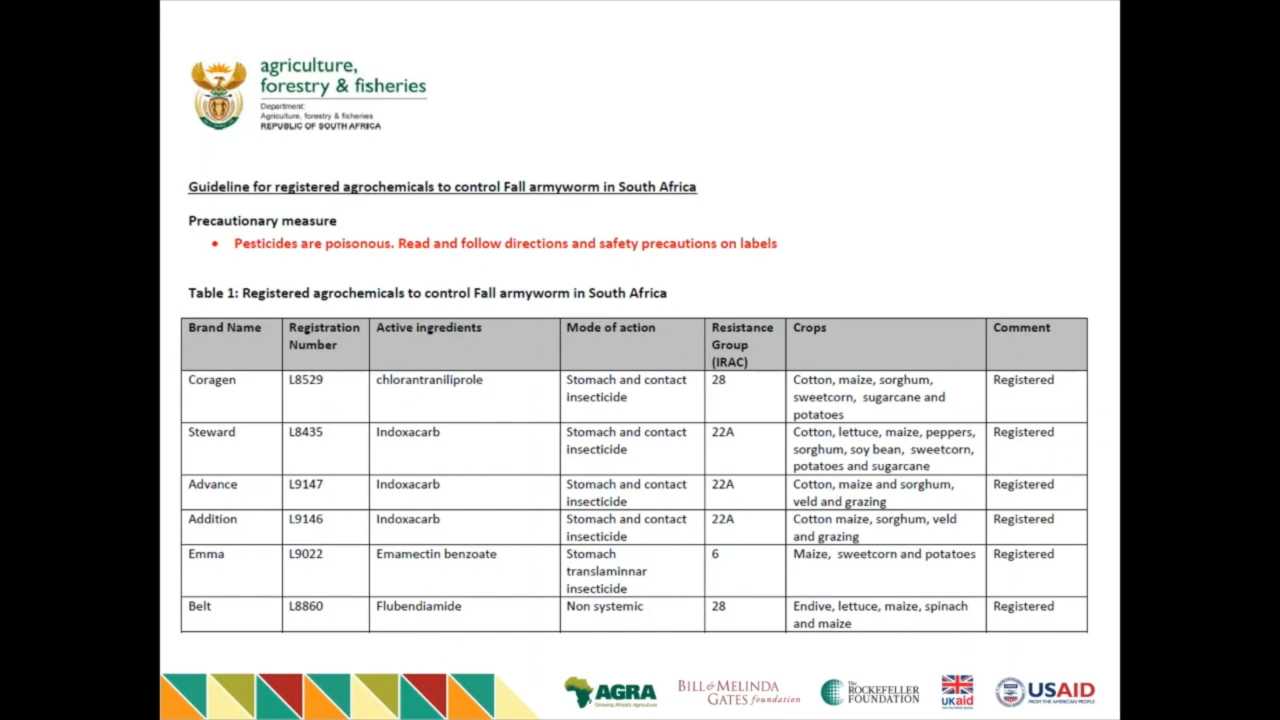 agriculture,
forestry & fisheries
Department:
Agriculture, forestry & fisheries
REPUBLIC OF SOUTH AFRICA
Guideline for registered agrochemicals to control Fall armyworm in South Africa
Precautionary measure
• Pesticides are poisonous. Read and follow directions and safety precautions on labels
Table 1: Registered agrochemicals to control Fall armyworm in South Africa
Brand Name Registration Number Active ingredients Mode of action Resistance Group (IRAC) Crops Comment
Coragen L8529 chlorantraniliprole Stomach and contact insecticide 28 Cotton, maize, sorghum, sweetcorn, sugarcane and potatoes Registered
Steward L8435 Indoxacarb Stomach and contact insecticide 22A Cotton, lettuce, maize, peppers, sorghum, soy bean, sweetcorn, potatoes and sugarcane Registered
Advance L9147 Indoxacarb Stomach and contact insecticide 22A Cotton, maize and sorghum, veld and grazing Registered
Addition L9146 Indoxacarb Stomach and contact insecticide 22A Cotton maize, sorghum, veld and grazing Registered
Emma L9022 Emamectin benzoate Stomach translaminnar insecticide 6 Maize, sweetcorn and potatoes Registered
Belt L8860 Flubendiamide Non systemic 28 Endive, lettuce, maize, spinach and maize Registered
AGRA
Growing Africa's Agriculture
BILL & MELINDA
GATES foundation
The
ROCKEFELLER
FOUNDATION
UKaid
USAID
FROM THE AMERICAN PEOPLE